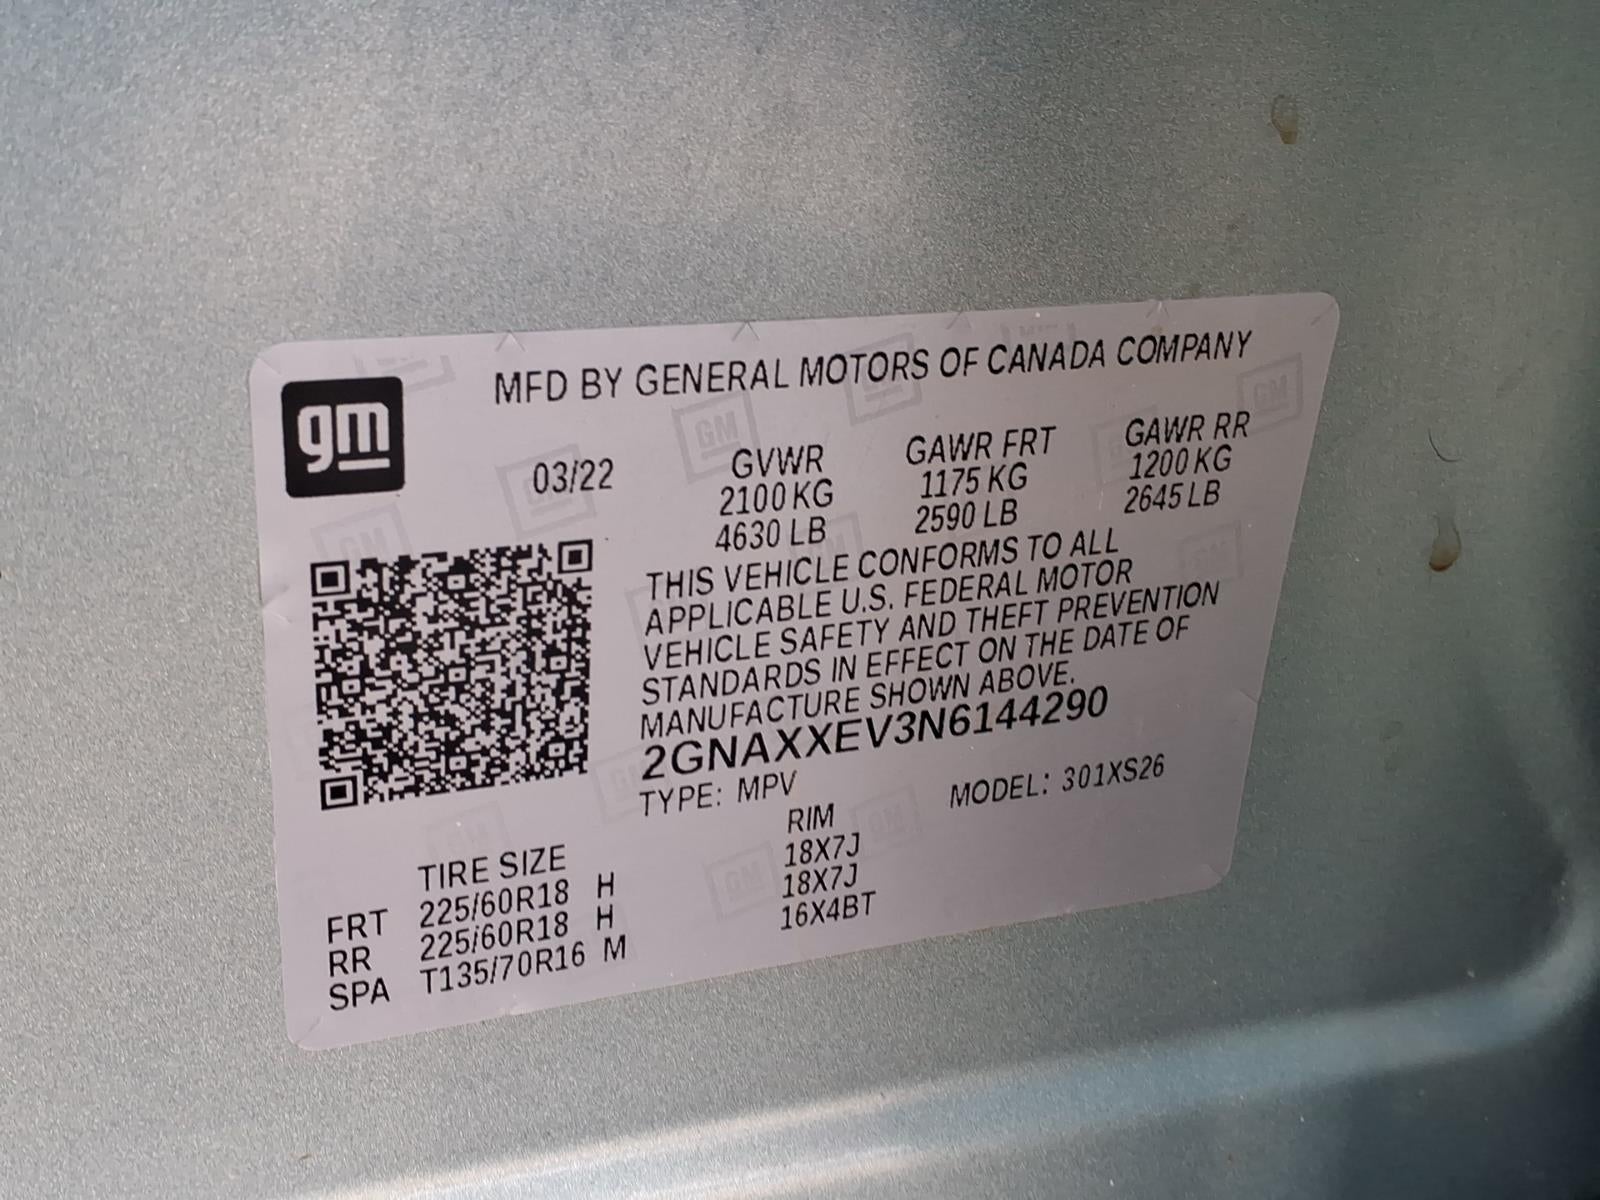 MFD BY GENERAL MOTORS OF CANADA COMPANY
gm
03/22
GVWR GAWR FRT GAWR RR
2100 KG 1175 KG 1200 KG
4630 LB 2590 LB 2645 LB
THIS VEHICLE CONFORMS TO ALL
APPLICABLE U.S. FEDERAL MOTOR
VEHICLE SAFETY AND THEFT PREVENTION
STANDARDS IN EFFECT ON THE DATE OF
MANUFACTURE SHOWN ABOVE.
2GNAXXEV3N6144290
TYPE: MPV MODEL: 301XS26
TIRE SIZE RIM
FRT 225/60R18 H 18X7J
RR 225/60R18 H 18X7J
SPA T135/70R16 M 16X4BT